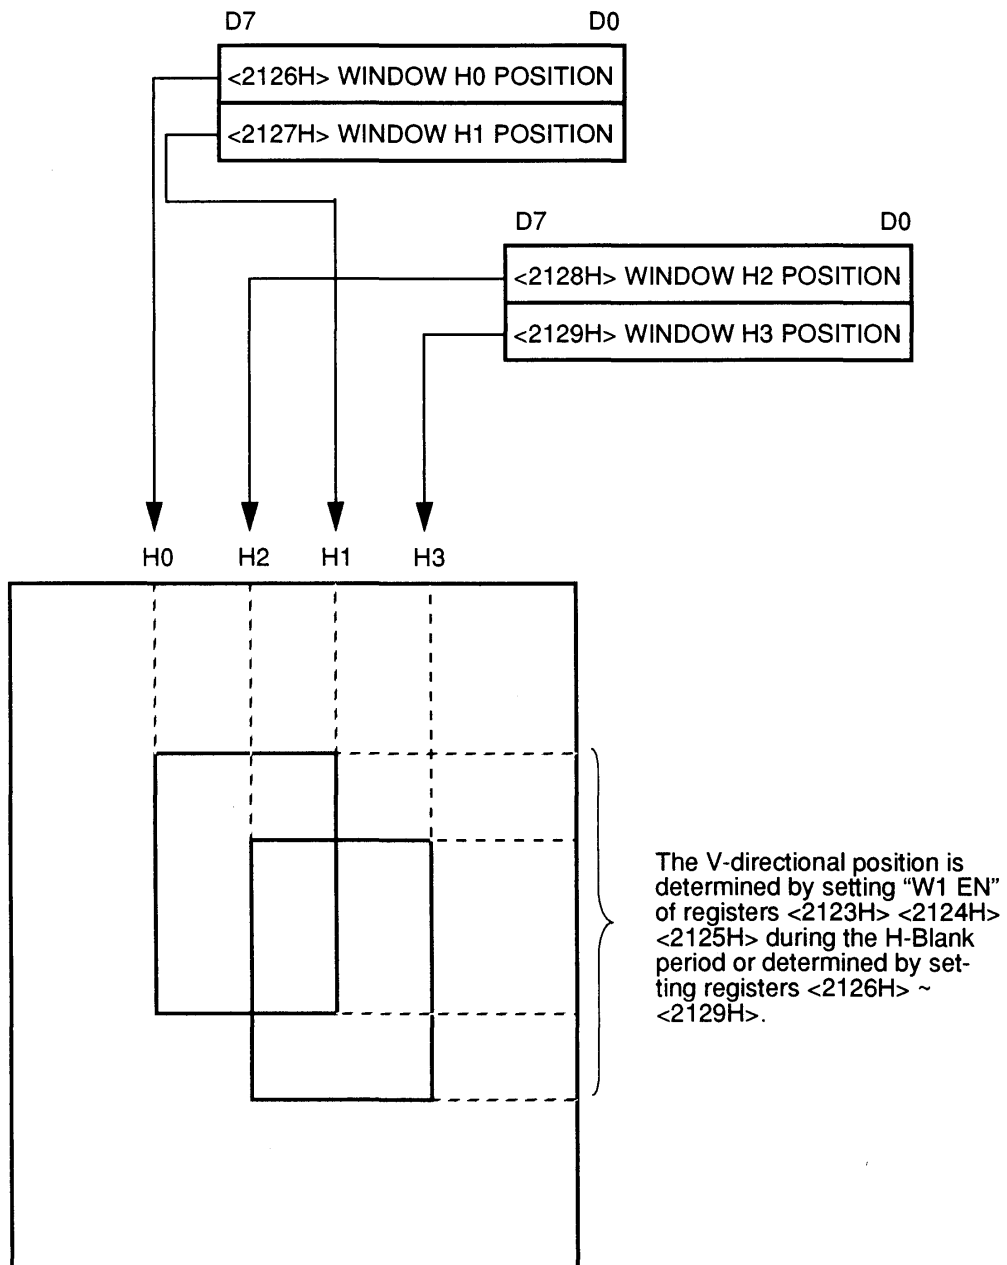 D7 D0
<2126H> WINDOW H0 POSITION
<2127H> WINDOW H1 POSITION
D7 D0
<2128H> WINDOW H2 POSITION
<2129H> WINDOW H3 POSITION
H0 H2 H1 H3
The V-directional position is
determined by setting “W1 EN”
of registers <2123H> <2124H>
<2125H> during the H-Blank
period or determined by set-
ting registers <2126H> ~
<2129H>.